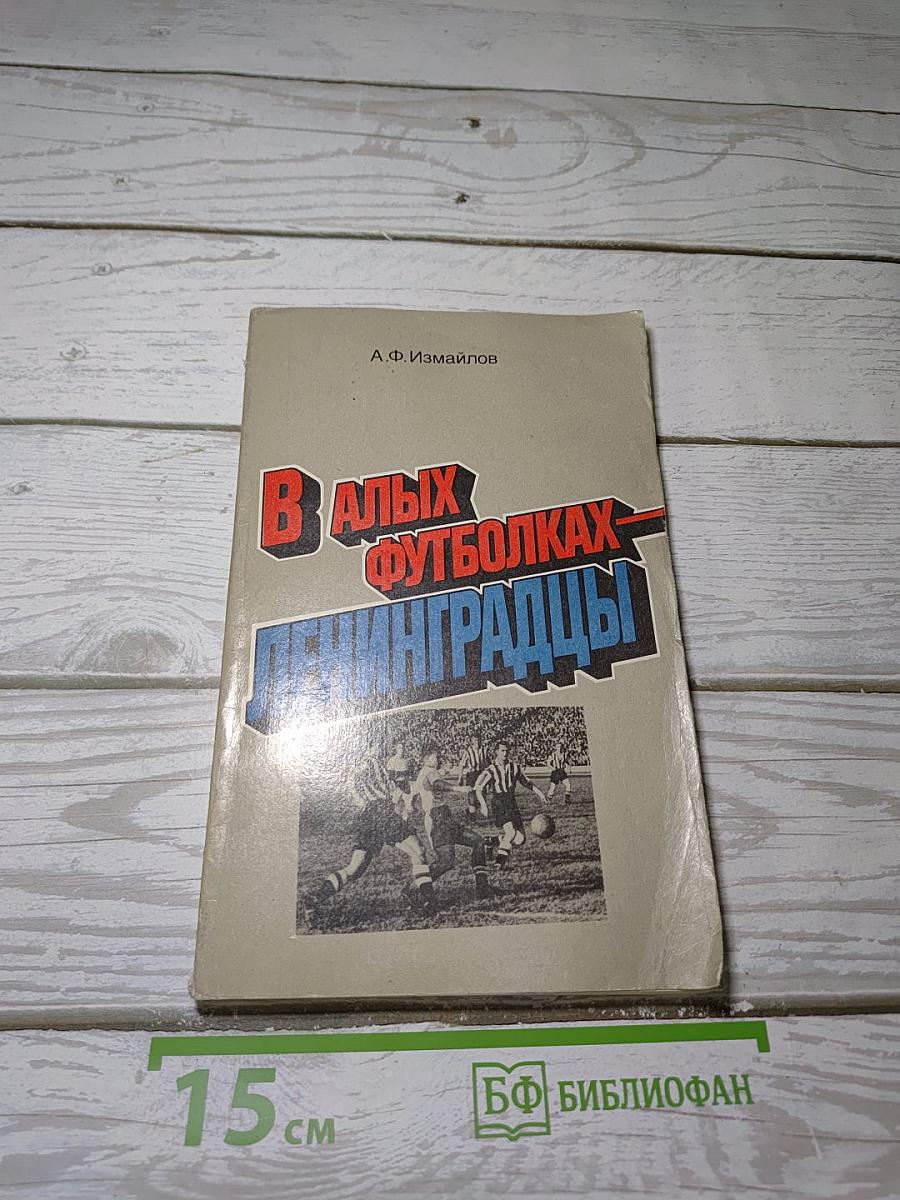 А.Ф.Измайлов
В АЛЫХ
ФУТБОЛКАХ—
ЛЕНИНГРАДЦЫ
15 см
БФ БИБЛИОФАН